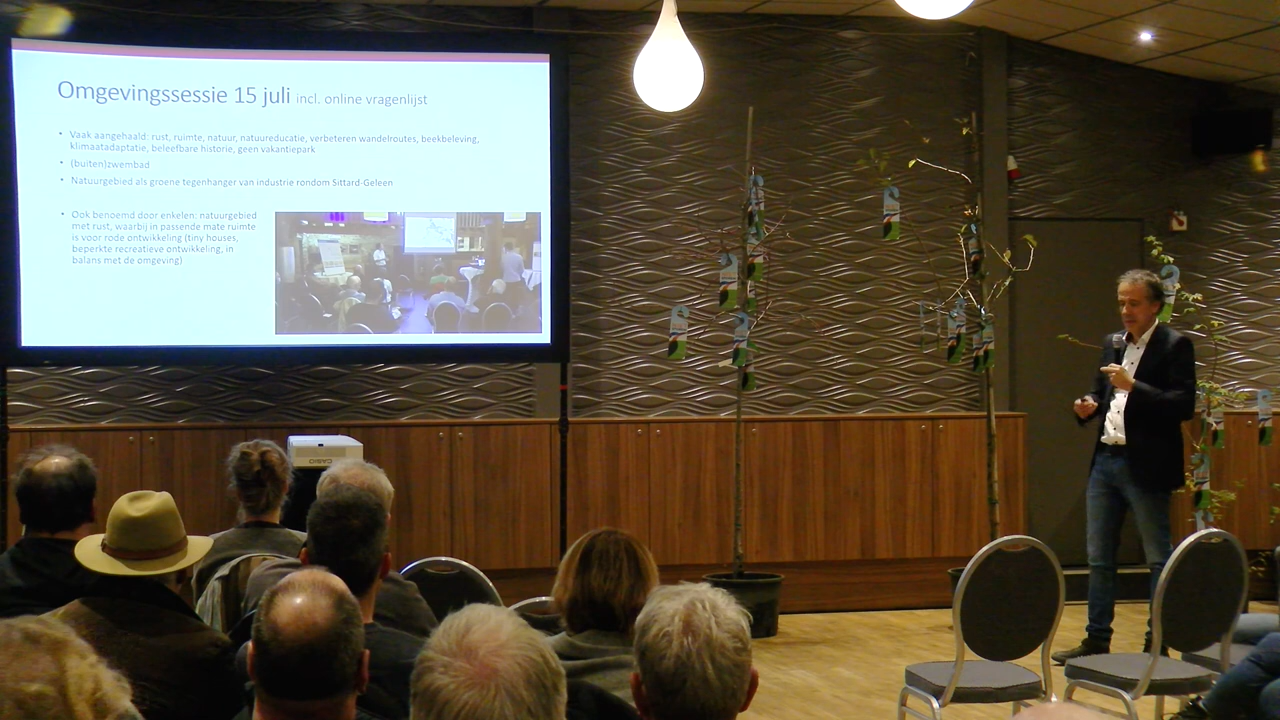 Omgevingssessie 15 juli incl. online vragenlijst
• Vaak aangehaald: rust, ruimte, natuur, natuureducatie, verbeteren wandelroutes, beekbeleving,
klimaatadaptatie, beleefbare historie, geen vakantiepark
• (buiten)zwembad
• Natuurgebied als groene tegenhanger van industrie rondom Sittard-Geleen
• Ook benoemd door enkelen: natuurgebied
met rust, waarbij in passende mate ruimte
is voor rode ontwikkeling (tiny houses,
beperkte recreatieve ontwikkeling, in
balans met de omgeving)
CASIO